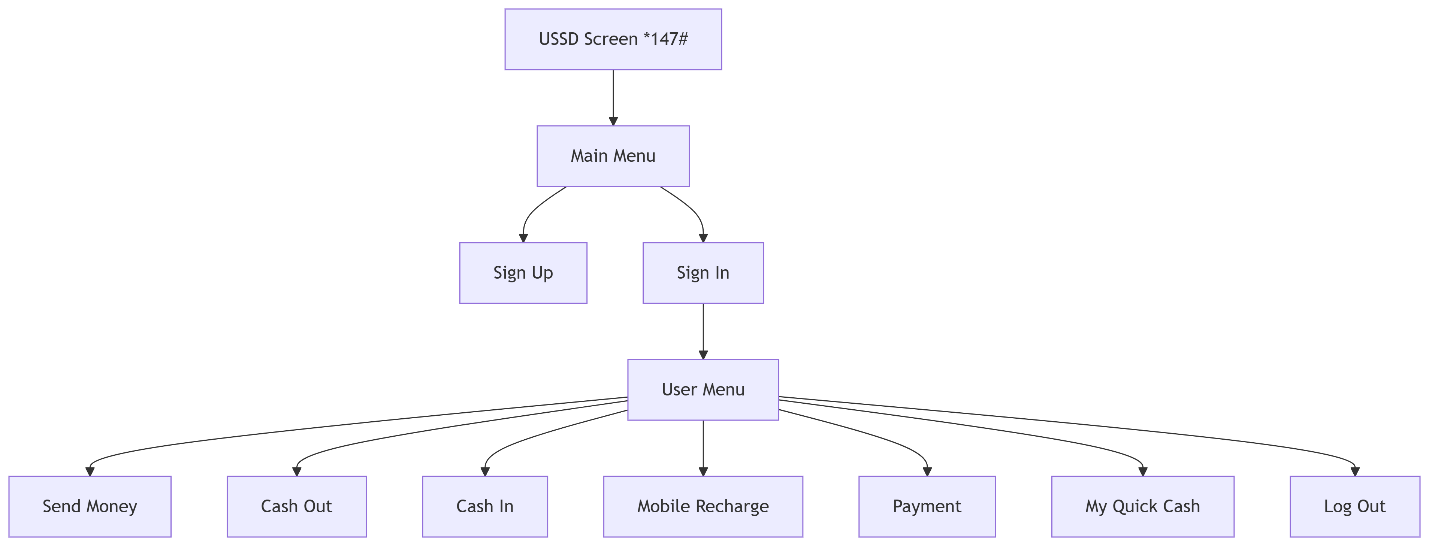 USSD Screen *147#
Main Menu
Sign Up
Sign In
User Menu
Send Money
Cash Out
Cash In
Mobile Recharge
Payment
My Quick Cash
Log Out